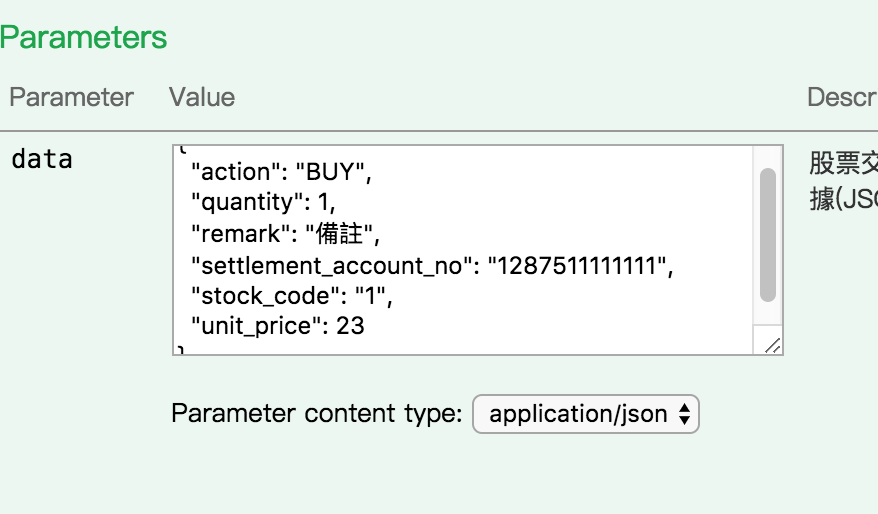 Parameters
Parameter Value Descr
data
{
"action": "BUY",
"quantity": 1,
"remark": "備註",
"settlement_account_no": "1287511111111",
"stock_code": "1",
"unit_price": 23
}
股票交
據(JSO
Parameter content type: application/json